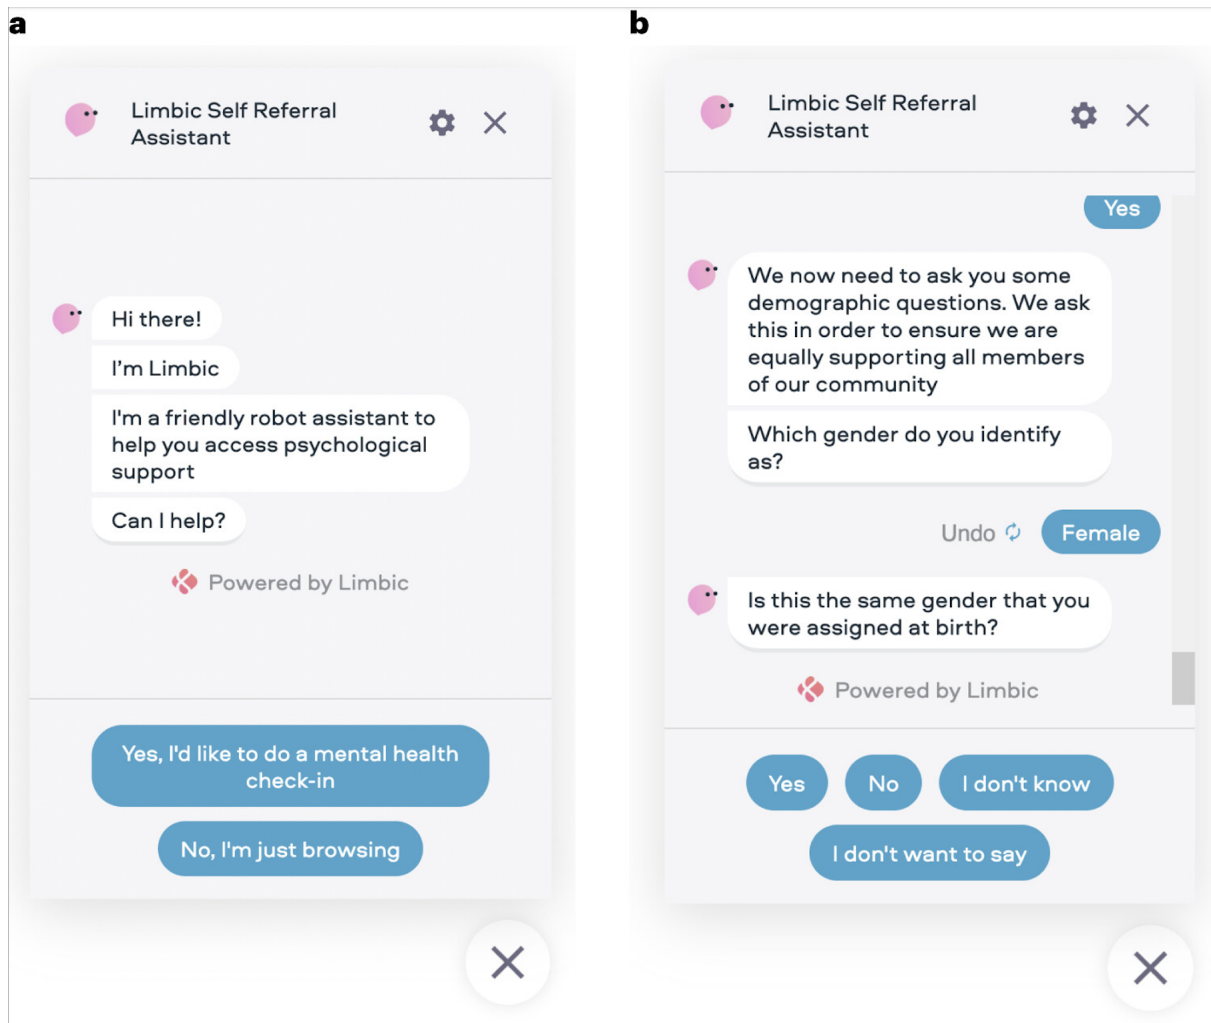 a
Limbic Self Referral
Assistant
Hi there!
I'm Limbic
I'm a friendly robot assistant to
help you access psychological
support
Can I help?
Powered by Limbic
Yes, I'd like to do a mental health
check-in
No, I'm just browsing
b
Limbic Self Referral
Assistant
Yes
We now need to ask you some
demographic questions. We ask
this in order to ensure we are
equally supporting all members
of our community
Which gender do you identify
as?
Undo
Female
Is this the same gender that you
were assigned at birth?
Powered by Limbic
Yes
No
I don't know
I don't want to say